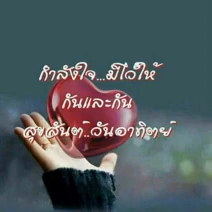 กำลังใจ...มีไว้ให้
กันและกัน
สุขสันต์..วันอาทิตย์